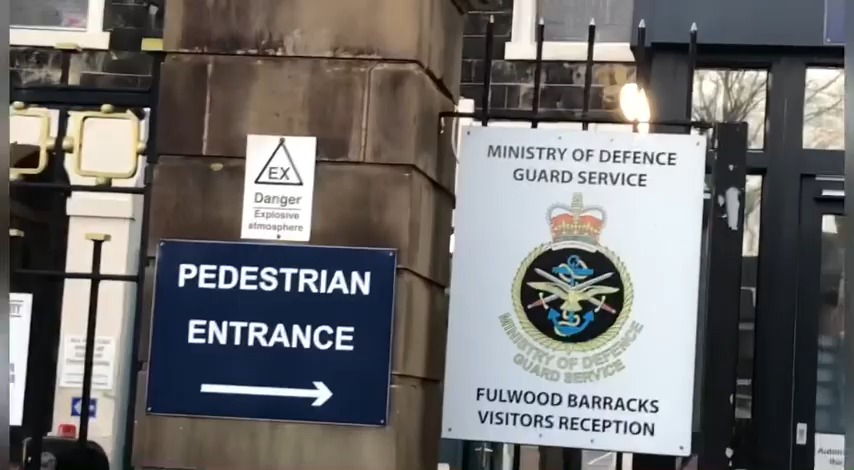 EX
Danger
Explosive
atmosphere
PEDESTRIAN
ENTRANCE
MINISTRY OF DEFENCE
GUARD SERVICE
MINISTRY OF DEFENCE
GUARD SERVICE
FULWOOD BARRACKS
VISITORS RECEPTION